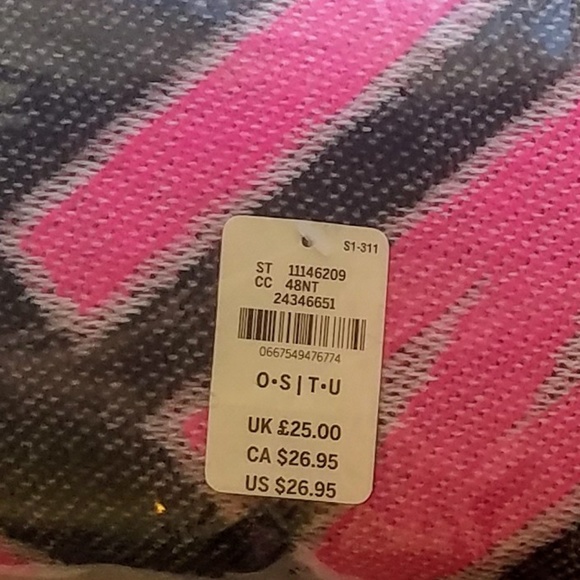 S1-311
ST 11146209
CC 48NT
24346651
0667549476774
O•S|T•U
UK £25.00
CA $26.95
US $26.95